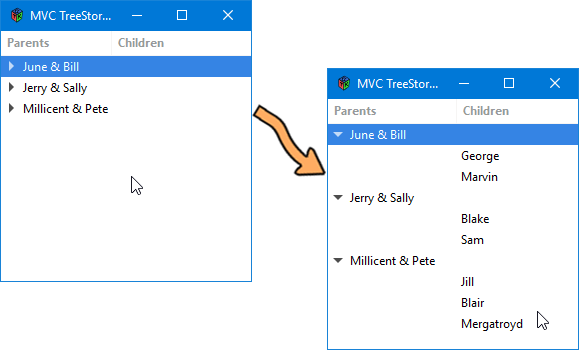 MVC TreeStor...
Parents Children
June & Bill
Jerry & Sally
Millicent & Pete
MVC TreeStor...
Parents Children
June & Bill
George
Marvin
Jerry & Sally
Blake
Sam
Millicent & Pete
Jill
Blair
Mergatroyd